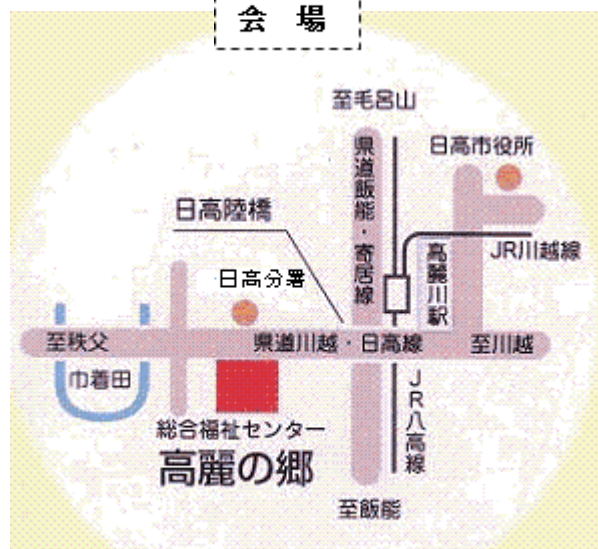 会 場
至毛呂山
日高市役所
県道飯能・寄居線
日高陸橋
高麗川駅
JR川越線
日高分署
至秩父
県道川越・日高線
至川越
巾着田
JR八高線
総合福祉センター
高麗の郷
至飯能